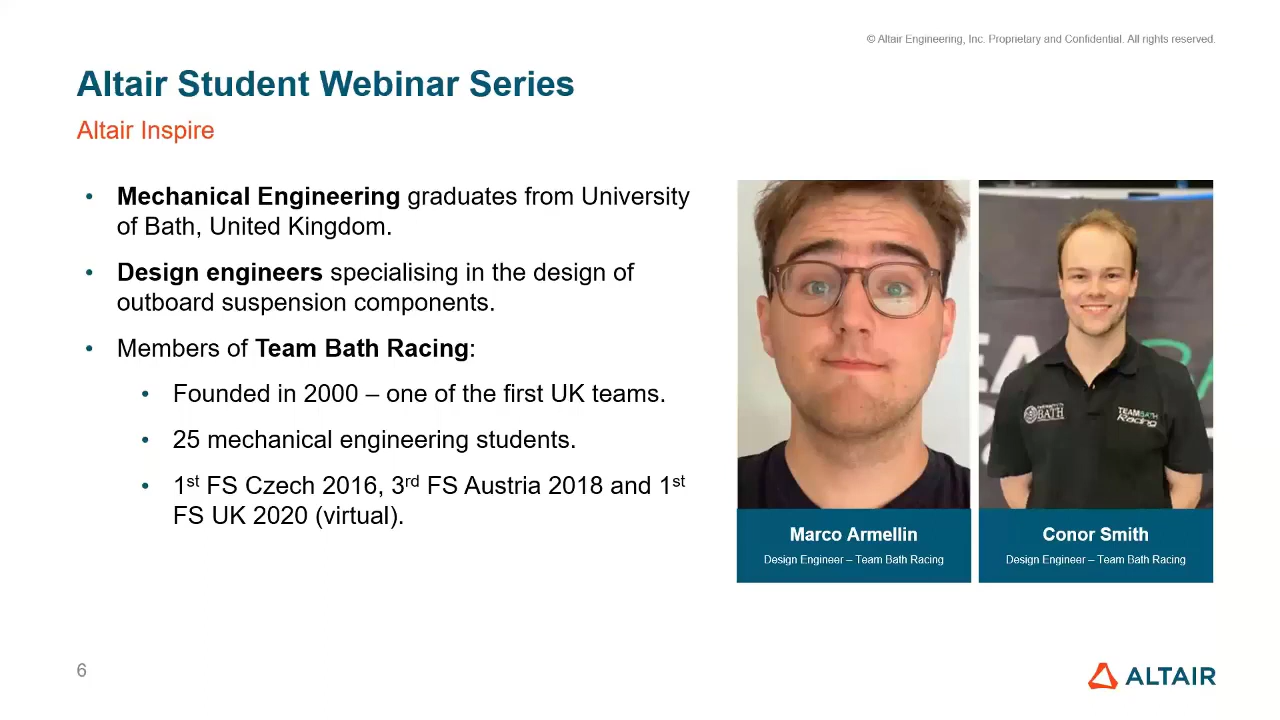 © Altair Engineering, Inc. Proprietary and Confidential. All rights reserved.
Altair Student Webinar Series
Altair Inspire
• Mechanical Engineering graduates from University
of Bath, United Kingdom.
• Design engineers specialising in the design of
outboard suspension components.
• Members of Team Bath Racing:
• Founded in 2000 – one of the first UK teams.
• 25 mechanical engineering students.
• 1st FS Czech 2016, 3rd FS Austria 2018 and 1st
FS UK 2020 (virtual).
BATH
TEAMBATH
Racing
Marco Armellin
Design Engineer – Team Bath Racing
Conor Smith
Design Engineer – Team Bath Racing
6
ALTAIR